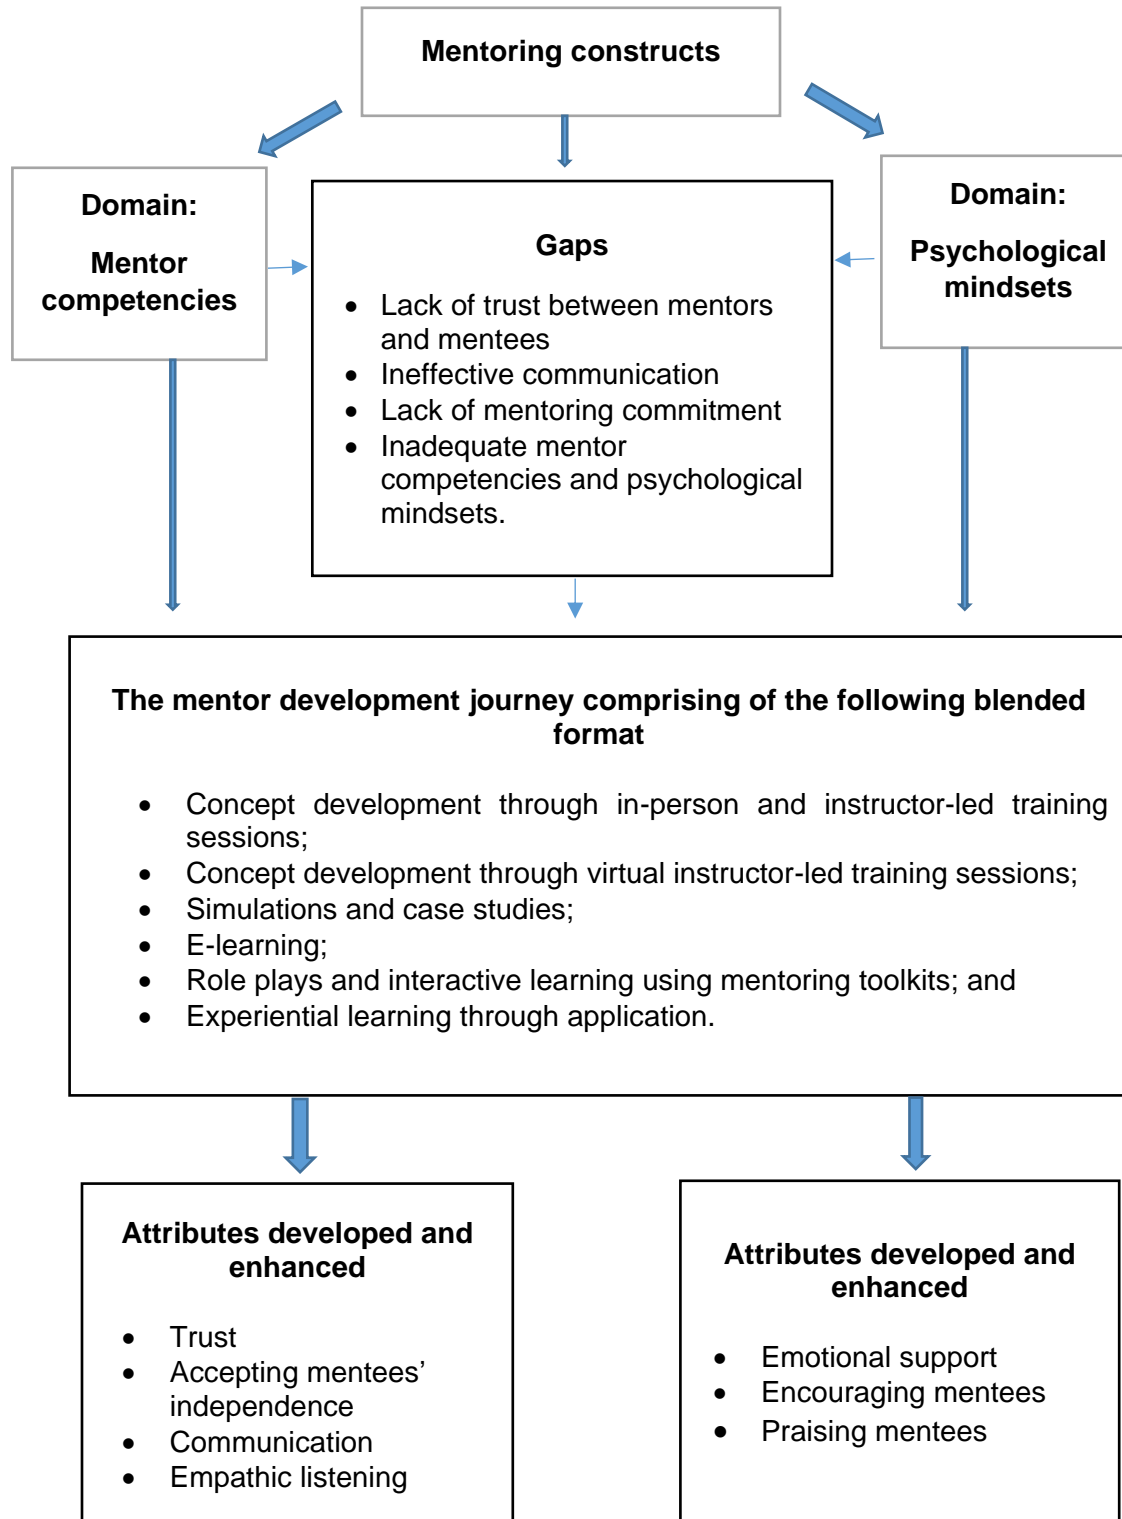 Mentoring constructs
Domain:
Mentor
competencies
Gaps
• Lack of trust between mentors
and mentees
• Ineffective communication
• Lack of mentoring commitment
• Inadequate mentor
competencies and psychological
mindsets.
Domain:
Psychological
mindsets
The mentor development journey comprising of the following blended
format
• Concept development through in-person and instructor-led training
sessions;
• Concept development through virtual instructor-led training sessions;
• Simulations and case studies;
• E-learning;
• Role plays and interactive learning using mentoring toolkits; and
• Experiential learning through application.
Attributes developed and
enhanced
• Trust
• Accepting mentees’
independence
• Communication
• Empathic listening
Attributes developed and
enhanced
• Emotional support
• Encouraging mentees
• Praising mentees